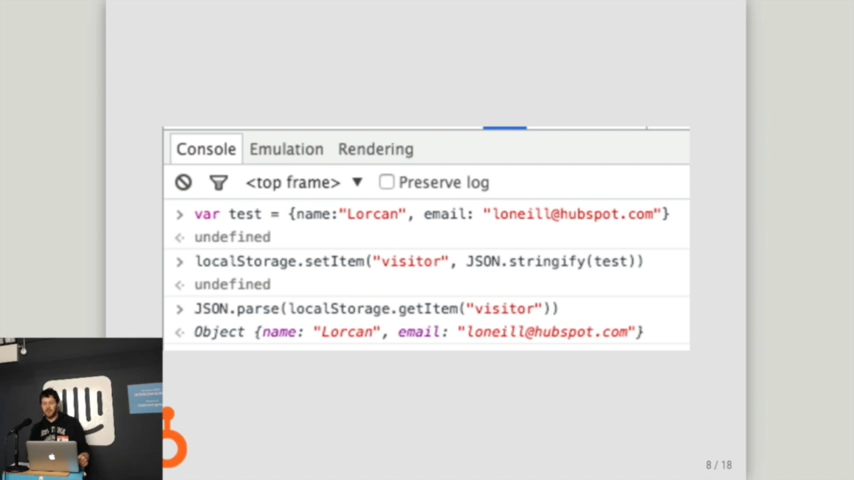 Console Emulation Rendering
<top frame> ▼ Preserve log
> var test = {name:"Lorcan", email: "loneill@hubspot.com"}
<· undefined
> localStorage.setItem("visitor", JSON.stringify(test))
<· undefined
> JSON.parse(localStorage.getItem("visitor"))
<· Object {name: "Lorcan", email: "loneill@hubspot.com"}
8 / 18